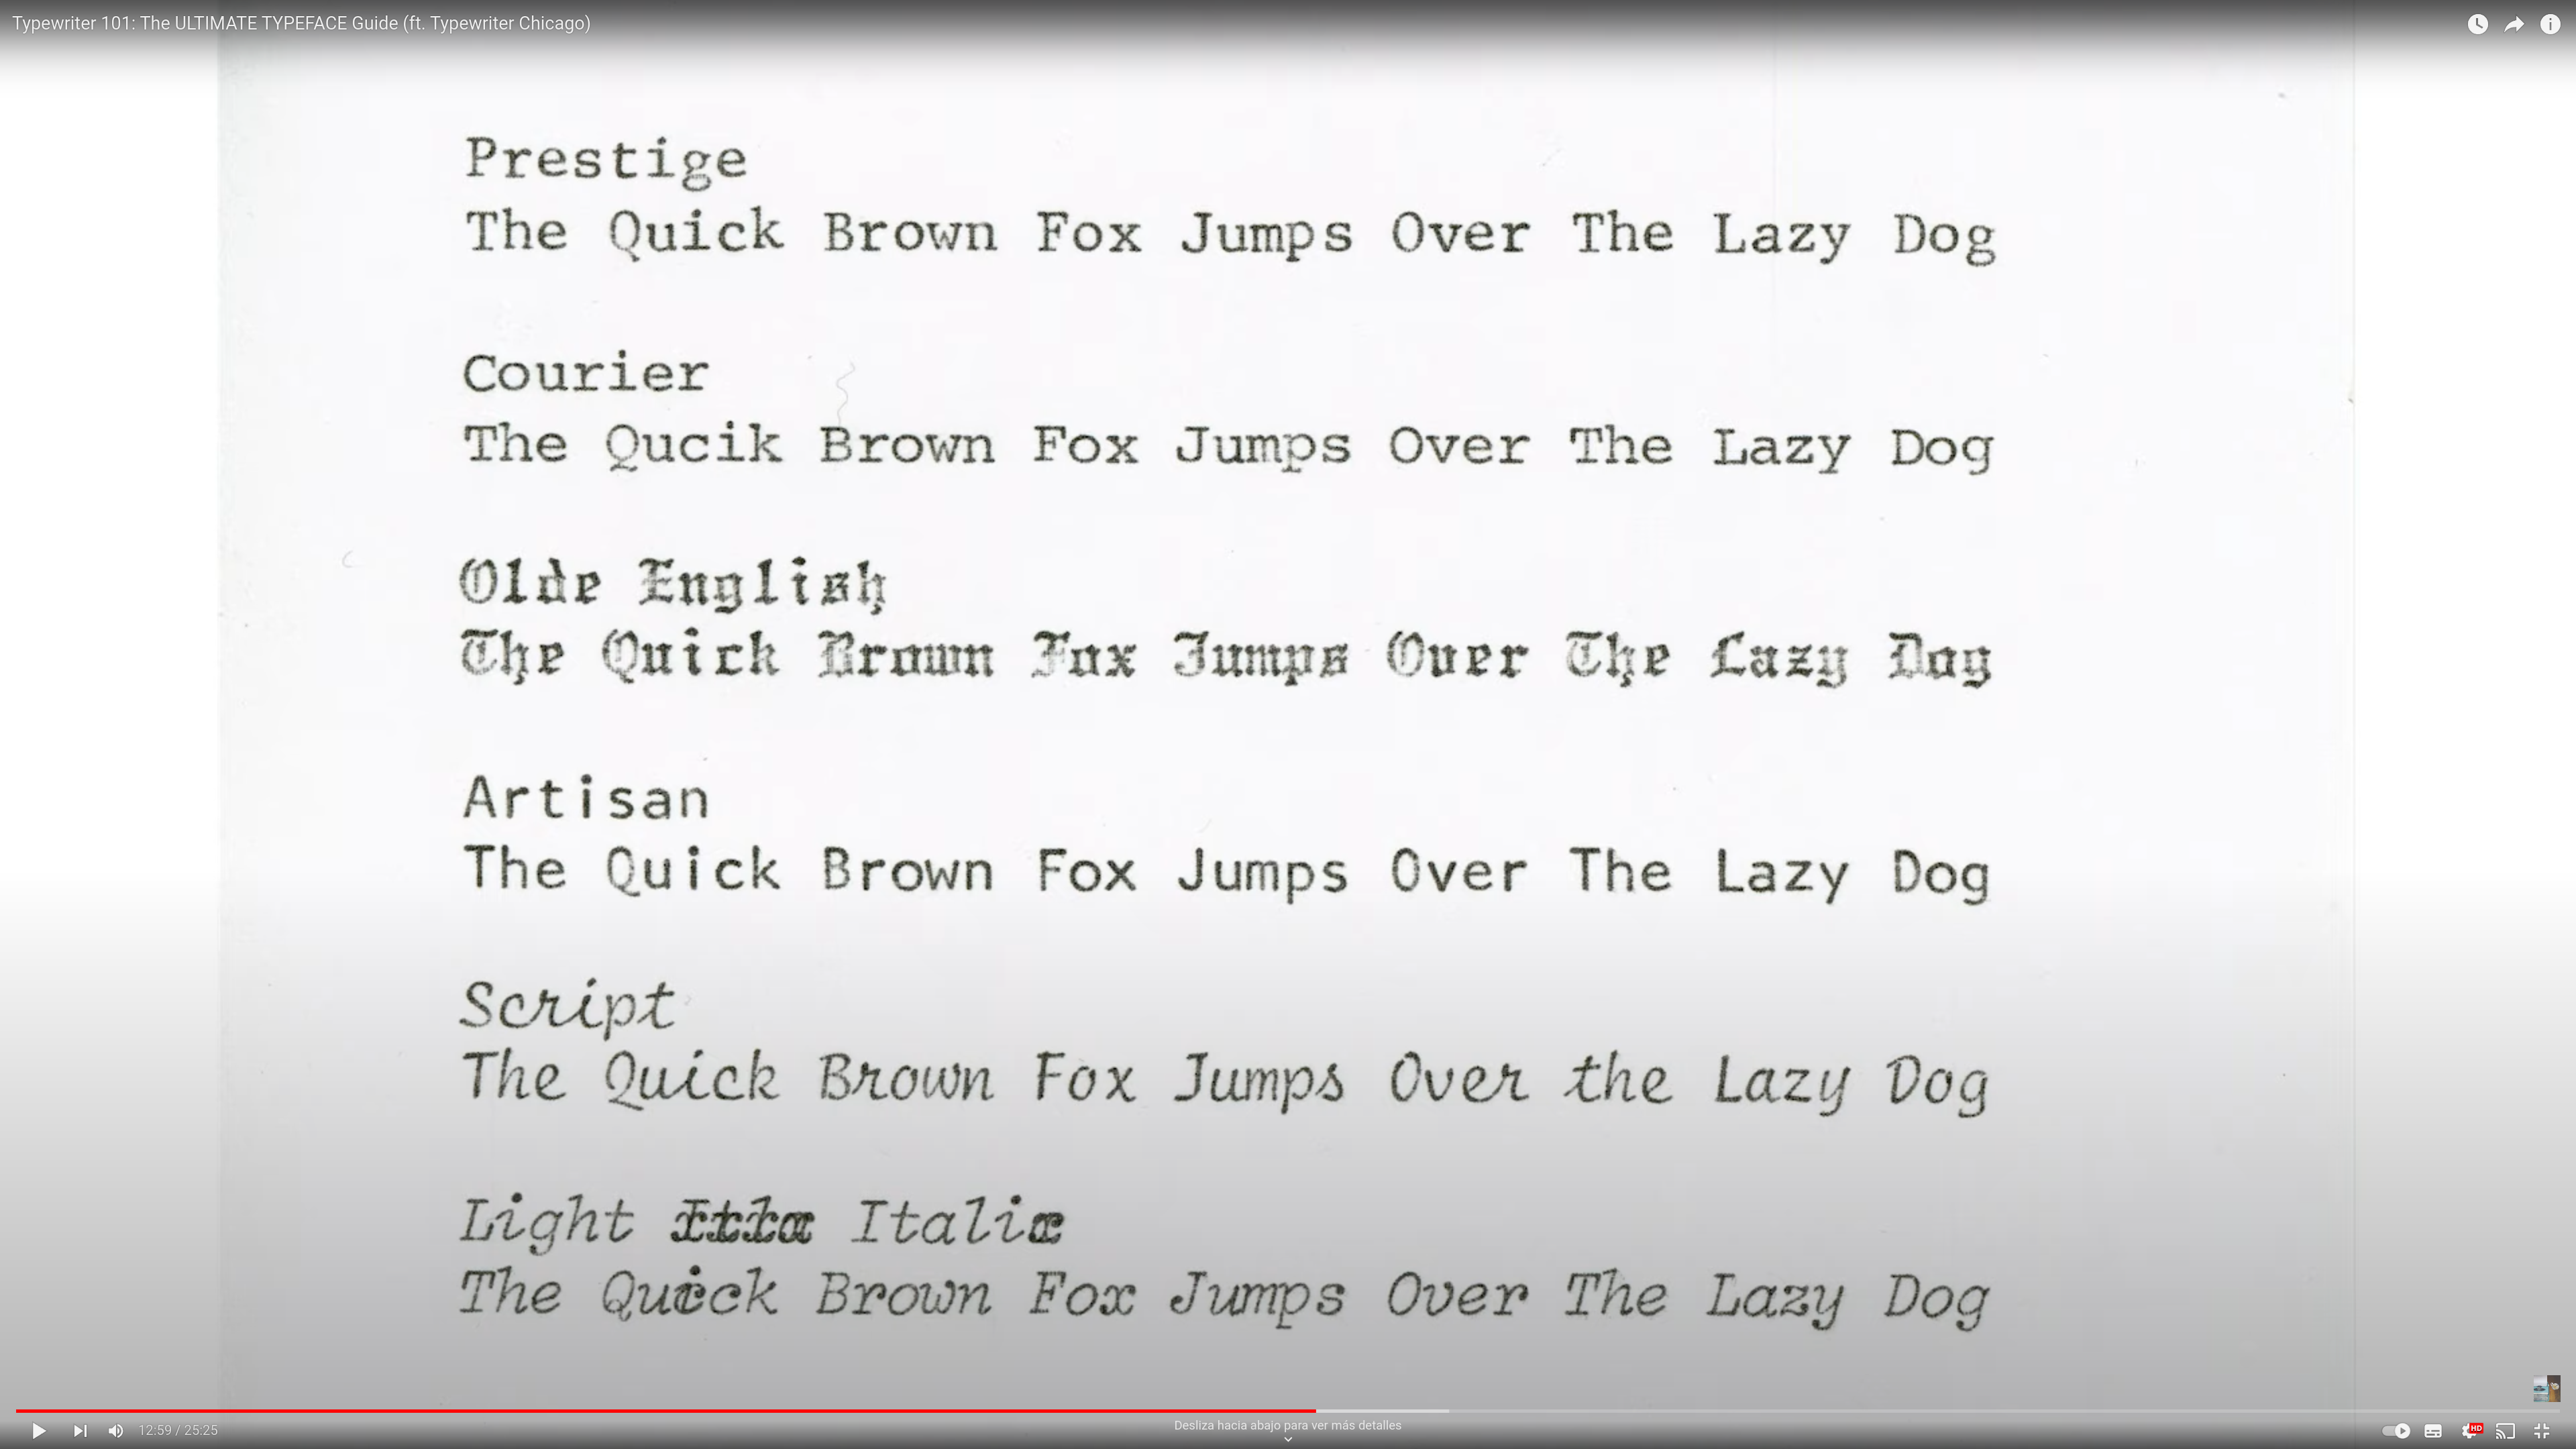 Typewriter 101: The ULTIMATE TYPEFACE Guide (ft. Typewriter Chicago)
Prestige
The Quick Brown Fox Jumps Over The Lazy Dog
Courier
The Qucik Brown Fox Jumps Over The Lazy Dog
Olde English
The Quick Brown Fox Jumps Over The Lazy Dog
Artisan
The Quick Brown Fox Jumps Over The Lazy Dog
Script
The Quick Brown Fox Jumps Over the Lazy Dog
Light Italic
The Quick Brown Fox Jumps Over The Lazy Dog
Desliza hacia abajo para ver más detalles
12:59 / 25:25
HD